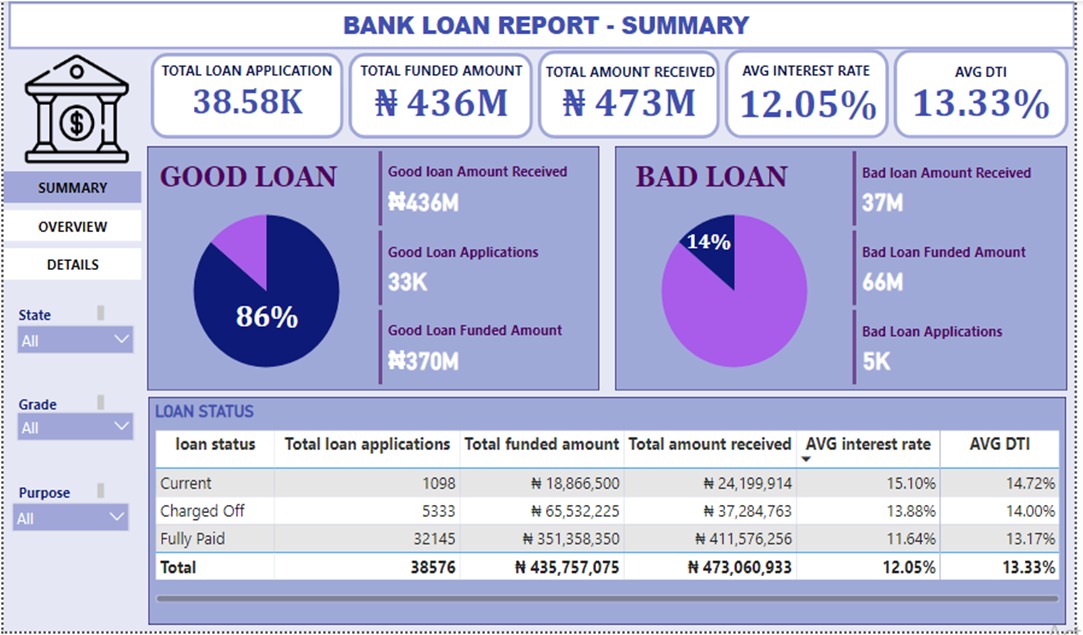 BANK LOAN REPORT - SUMMARY
TOTAL LOAN APPLICATION
38.58K
TOTAL FUNDED AMOUNT
₦ 436M
TOTAL AMOUNT RECEIVED
₦ 473M
AVG INTEREST RATE
12.05%
AVG DTI
13.33%
$
SUMMARY
OVERVIEW
DETAILS
State
All
Grade
All
Purpose
All
GOOD LOAN
86%
Good loan Amount Received
₦436M
Good Loan Applications
33K
Good Loan Funded Amount
₦370M
BAD LOAN
14%
Bad loan Amount Received
37M
Bad Loan Funded Amount
66M
Bad Loan Applications
5K
LOAN STATUS
loan status Total loan applications Total funded amount Total amount received AVG interest rate AVG DTI
Current 1098 ₦ 18,866,500 ₦ 24,199,914 15.10% 14.72%
Charged Off 5333 ₦ 65,532,225 ₦ 37,284,763 13.88% 14.00%
Fully Paid 32145 ₦ 351,358,350 ₦ 411,576,256 11.64% 13.17%
Total 38576 ₦ 435,757,075 ₦ 473,060,933 12.05% 13.33%